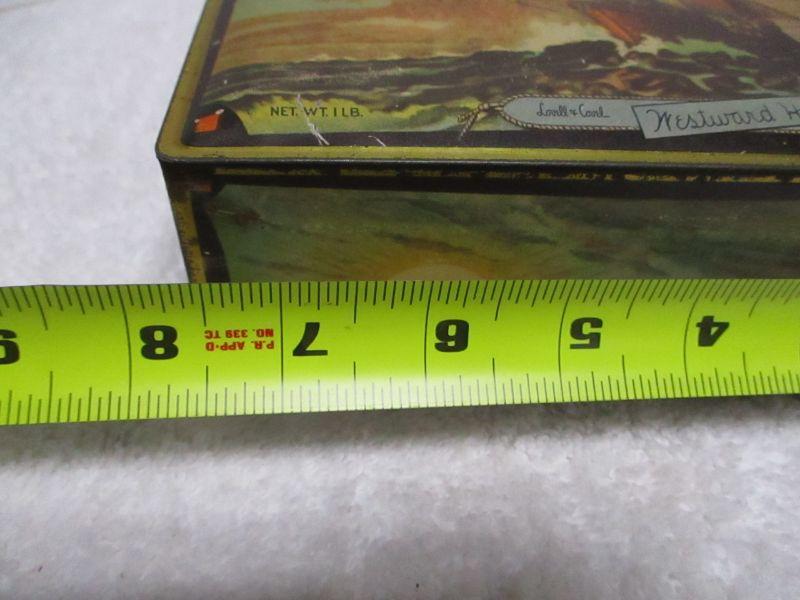 NET. WT. 1 LB.
Lovell & Covel
Westward H
9 8 P.R. APP-D 7 6 5 4
NO. 339 TC